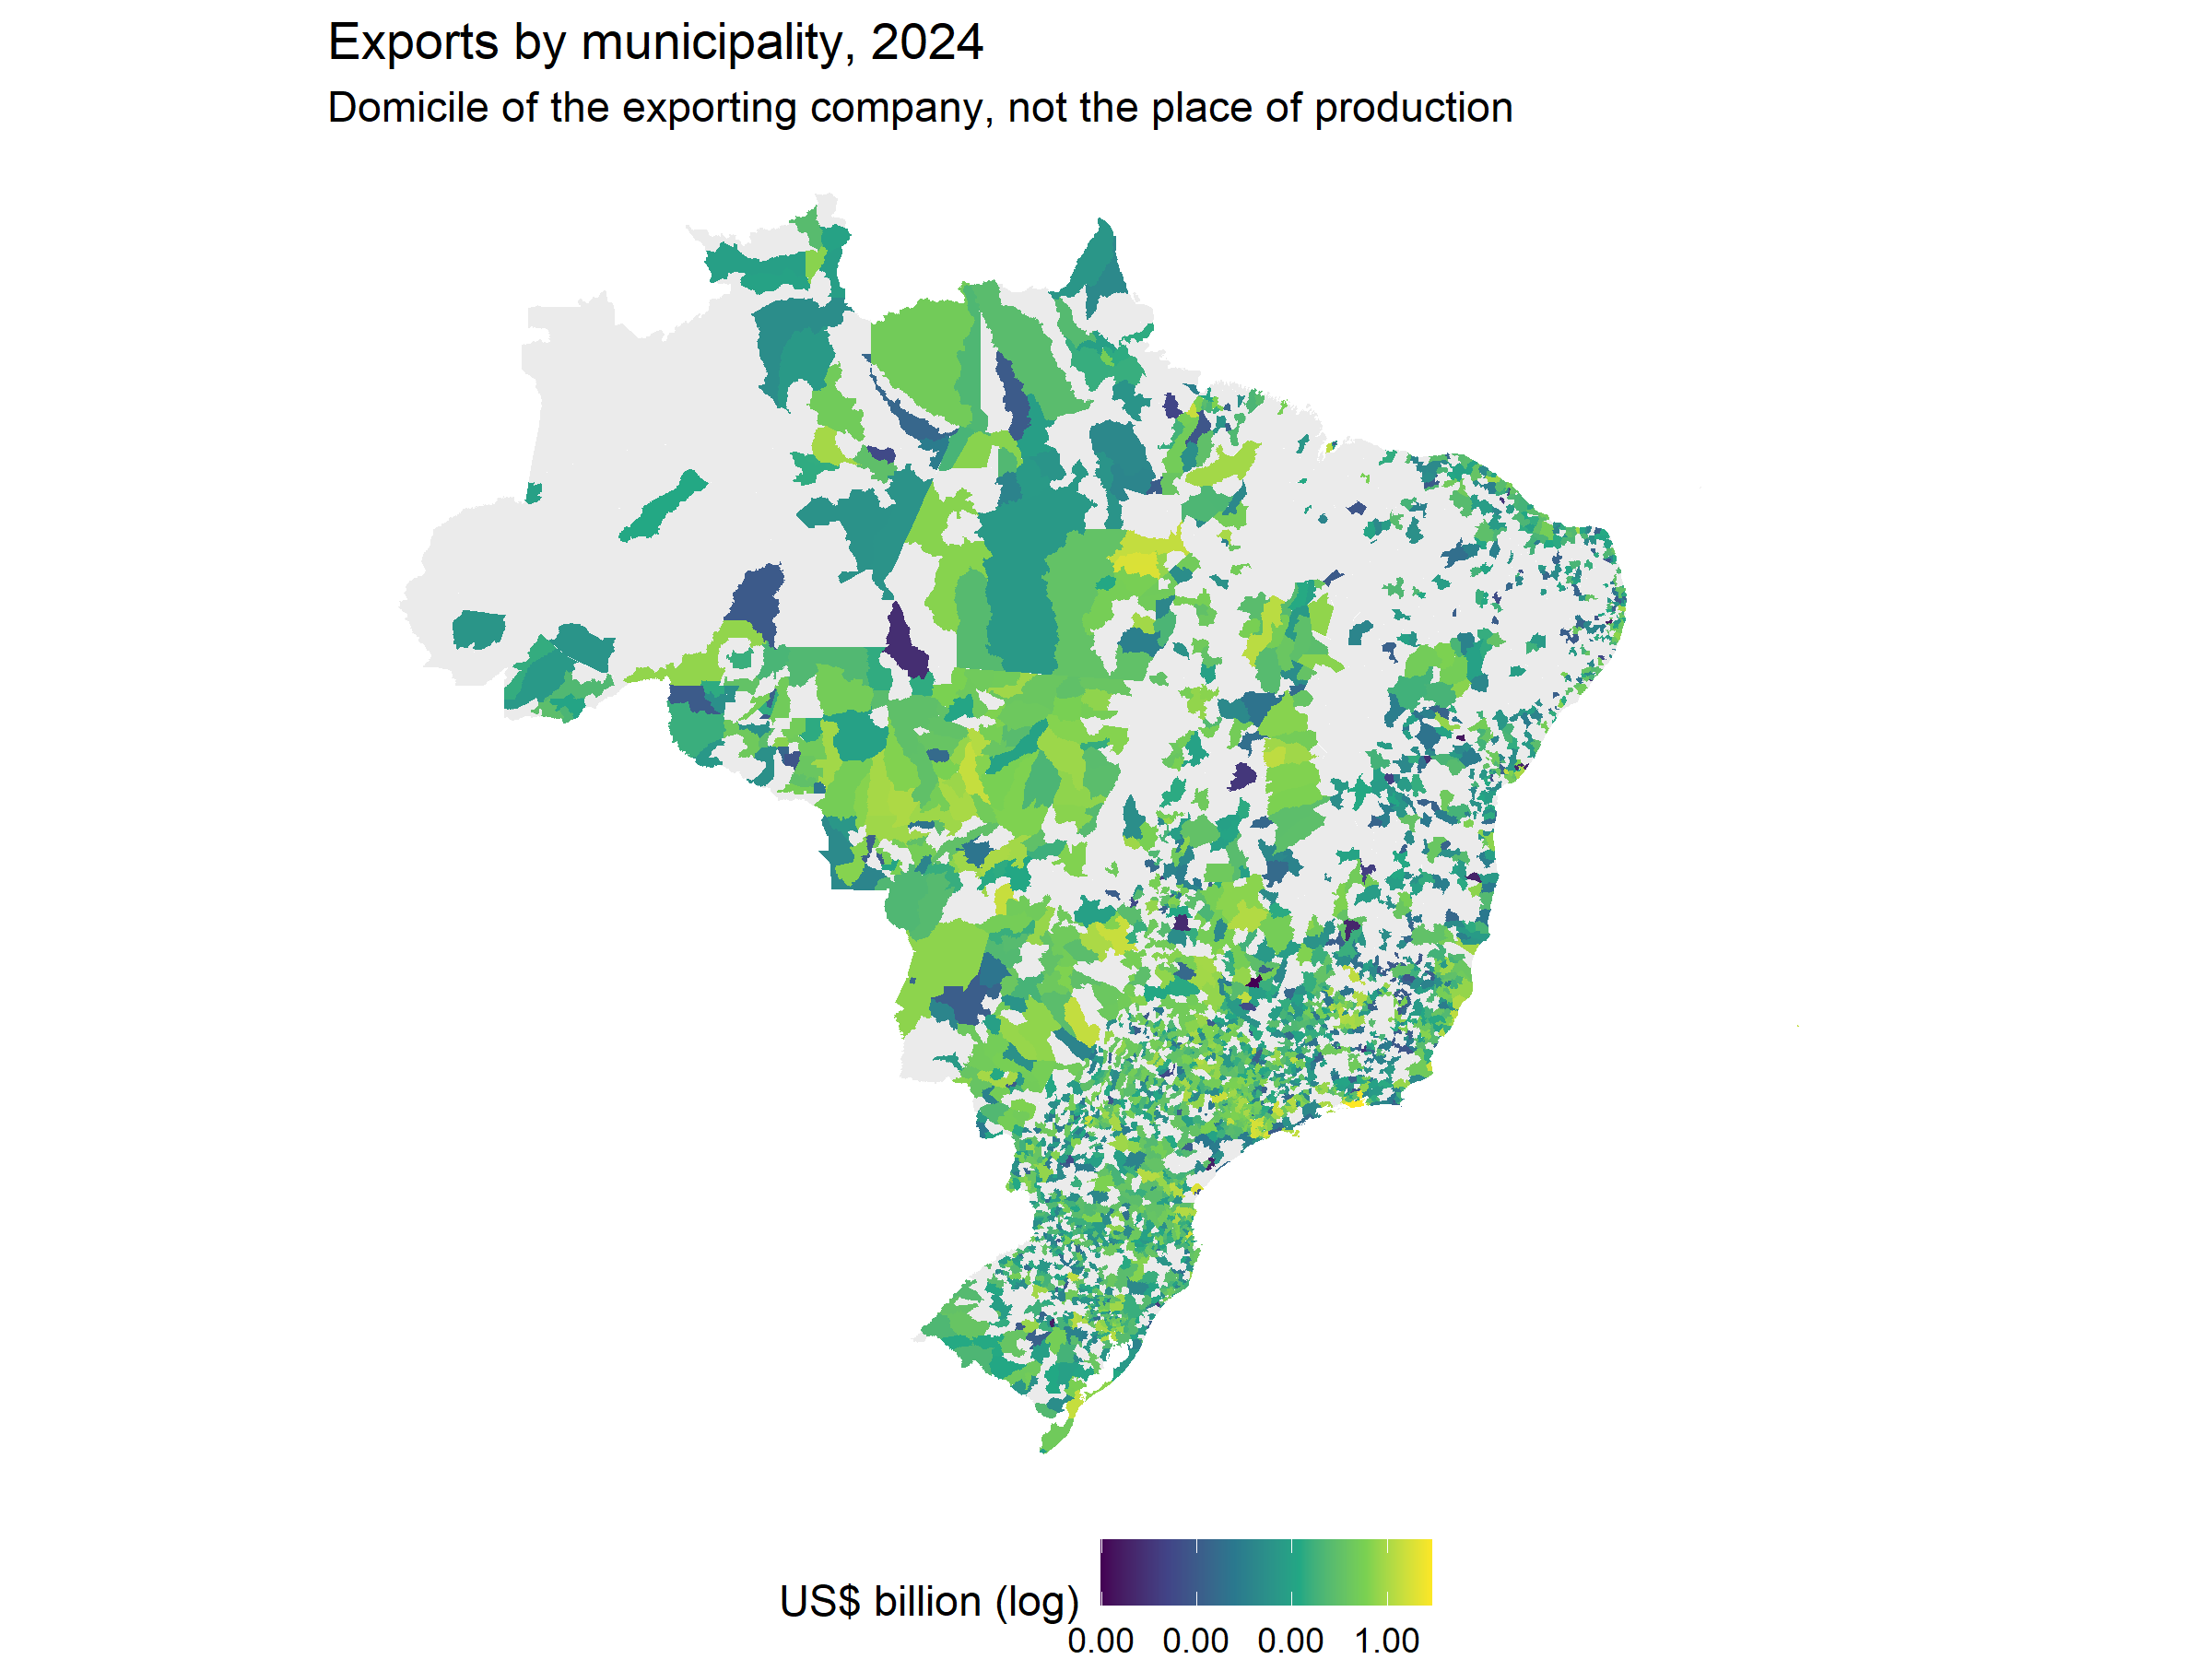 Exports by municipality, 2024
Domicile of the exporting company, not the place of production
US$ billion (log)
0.00 0.00 0.00 1.00